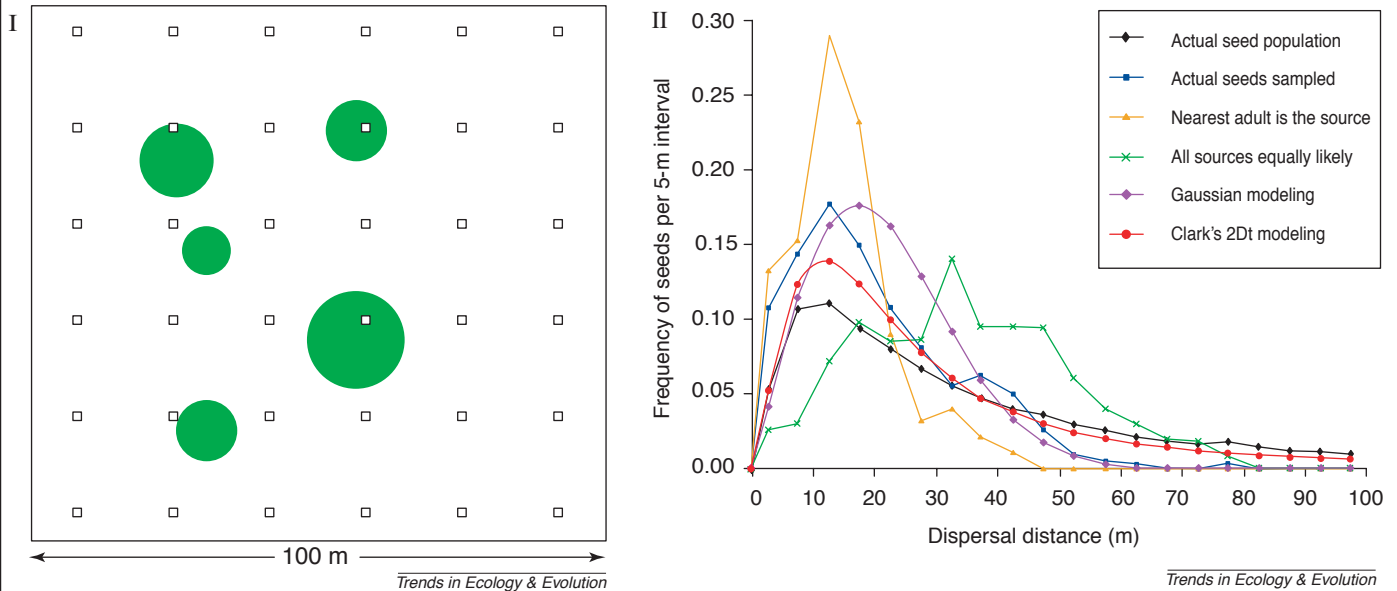 I
100 m
Trends in Ecology & Evolution
II
Frequency of seeds per 5-m interval
0.30
0.25
0.20
0.15
0.10
0.05
0.00
0 10 20 30 40 50 60 70 80 90 100
Dispersal distance (m)
Actual seed population
Actual seeds sampled
Nearest adult is the source
All sources equally likely
Gaussian modeling
Clark's 2Dt modeling
Trends in Ecology & Evolution